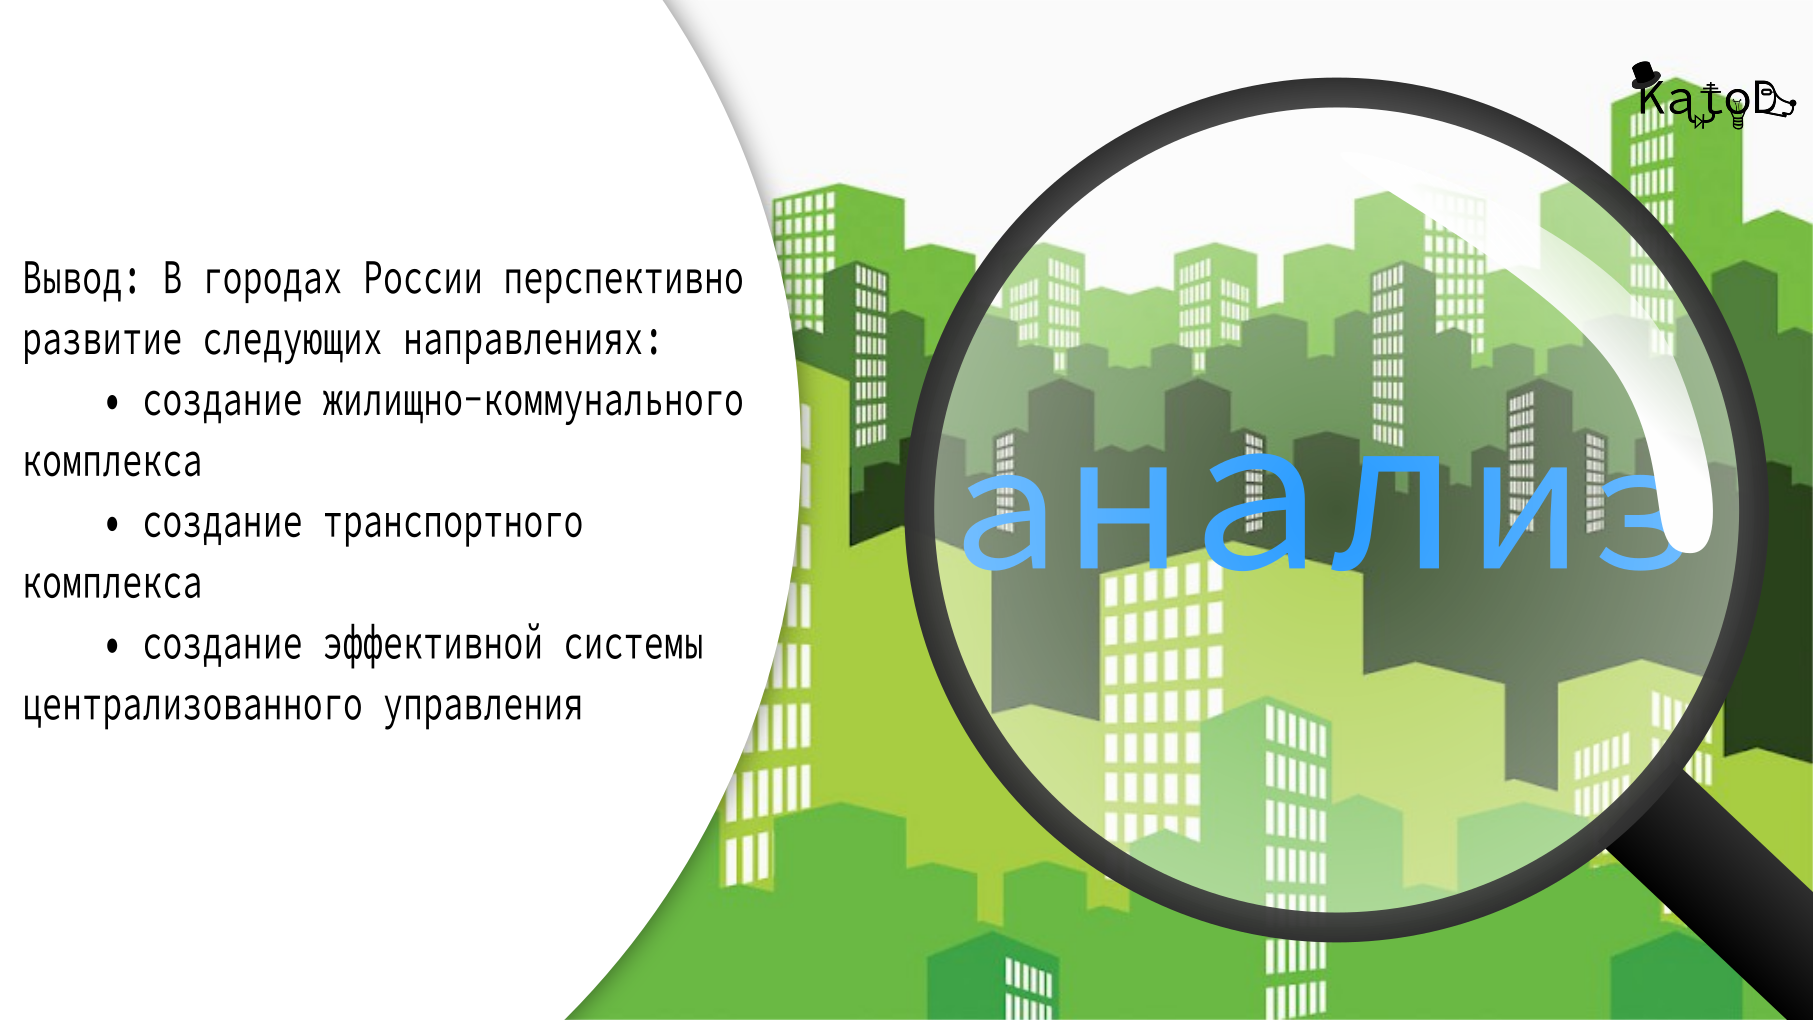 Вывод: В городах России перспективно
развитие следующих направлениях:
• создание жилищно-коммунального
комплекса
• создание транспортного
комплекса
• создание эффективной системы
централизованного управления
анализ
KatoD